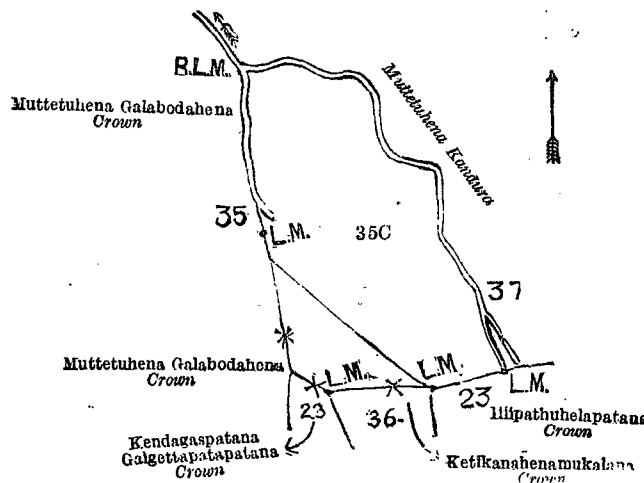 B.L.M.
Muttetuhena Galabodahena
Crown
Muttetuhena Kandura
35
L.M.
35C
37
Muttetuhena Galabodahena
Crown
L.M.
L.M.
23
36
23
L.M.
Illipathuhelapatana
Crown
Kendagaspatana
Galgettapatapatana
Crown
Ketikanahenamukalana
Crown